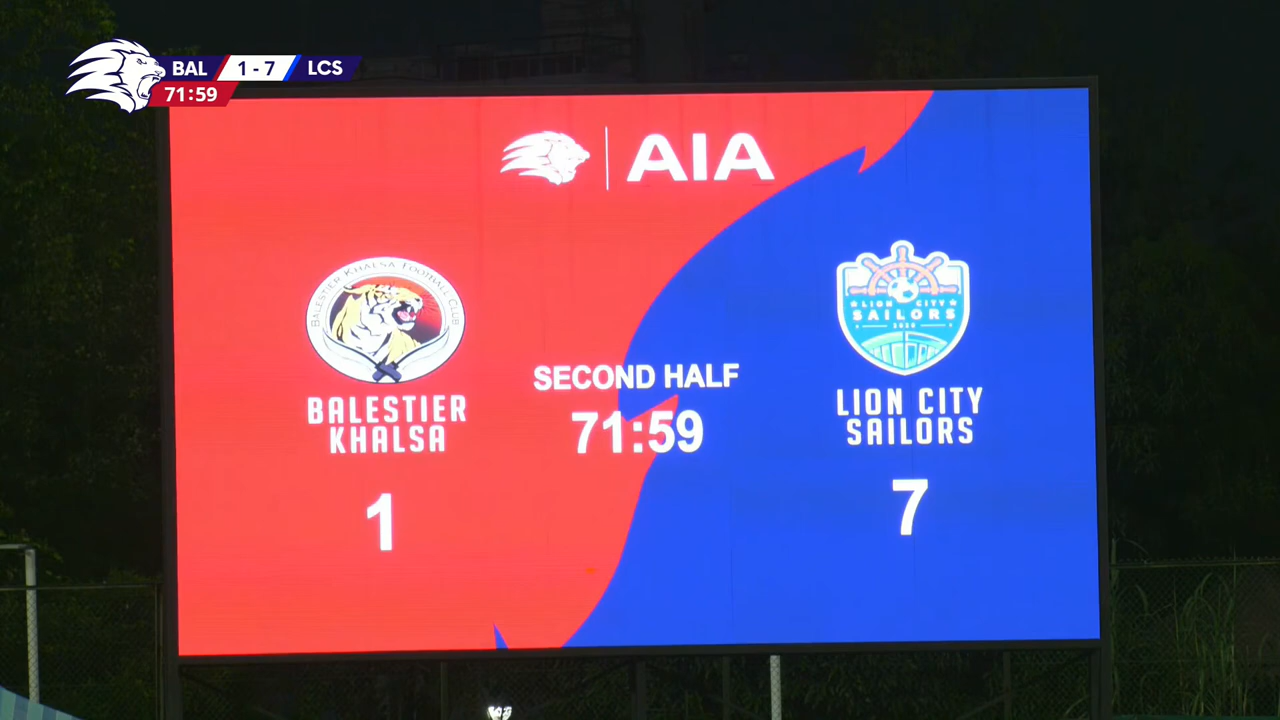 BAL 1 - 7 LCS
71:59
AIA
BALESTIER KHALSA FOOTBALL CLUB
LION CITY
SAILORS
2020
SECOND HALF
71:59
BALESTIER
KHALSA
LION CITY
SAILORS
1
7